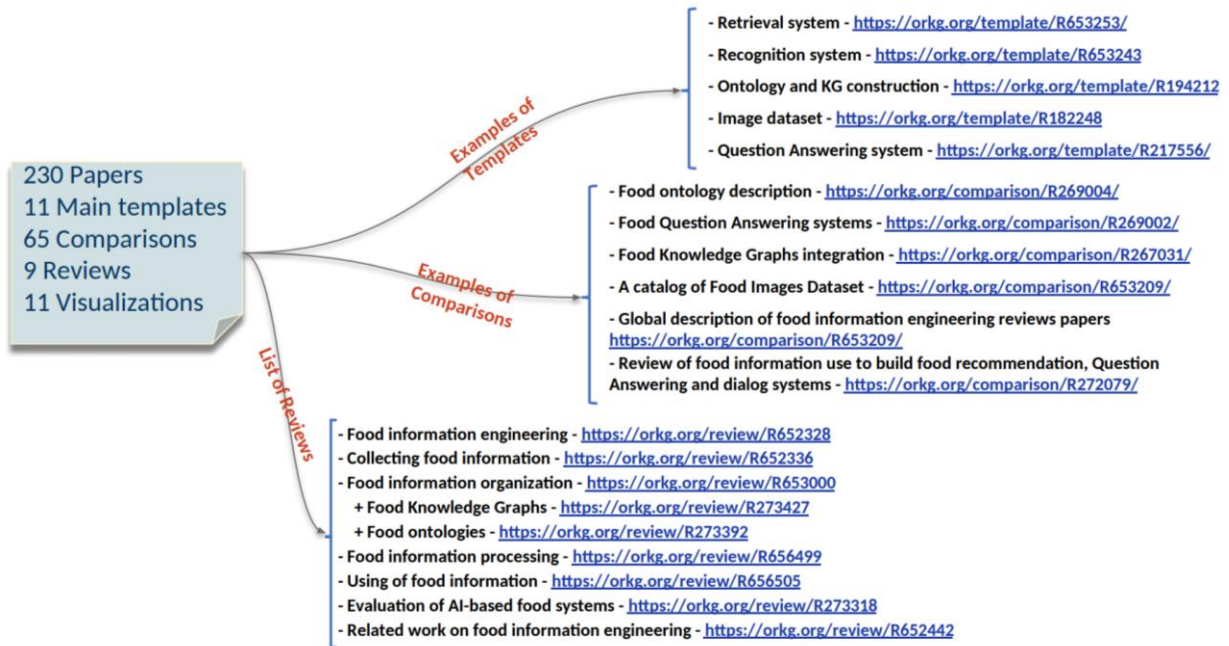 230 Papers
11 Main templates
65 Comparisons
9 Reviews
11 Visualizations
Examples of
Templates
- Retrieval system - https://orkg.org/template/R653253/
- Recognition system - https://orkg.org/template/R653243
- Ontology and KG construction - https://orkg.org/template/R194212
- Image dataset - https://orkg.org/template/R182248
- Question Answering system - https://orkg.org/template/R217556/
Examples of
Comparisons
- Food ontology description - https://orkg.org/comparison/R269004/
- Food Question Answering systems - https://orkg.org/comparison/R269002/
- Food Knowledge Graphs integration - https://orkg.org/comparison/R267031/
- A catalog of Food Images Dataset - https://orkg.org/comparison/R653209/
- Global description of food information engineering reviews papers
https://orkg.org/comparison/R653209/
- Review of food information use to build food recommendation, Question
Answering and dialog systems - https://orkg.org/comparison/R272079/
List of Reviews
- Food information engineering - https://orkg.org/review/R652328
- Collecting food information - https://orkg.org/review/R652336
- Food information organization - https://orkg.org/review/R653000
+ Food Knowledge Graphs - https://orkg.org/review/R273427
+ Food ontologies - https://orkg.org/review/R273392
- Food information processing - https://orkg.org/review/R656499
- Using of food information - https://orkg.org/review/R656505
- Evaluation of AI-based food systems - https://orkg.org/review/R273318
- Related work on food information engineering - https://orkg.org/review/R652442